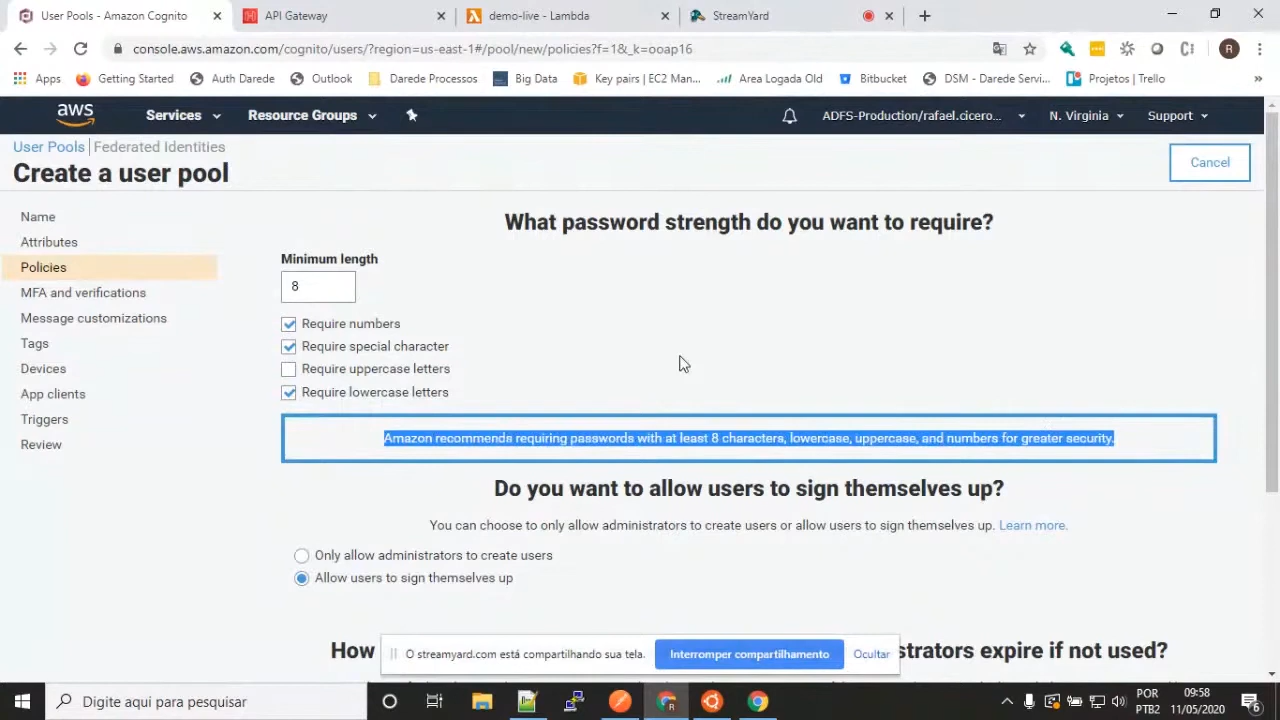 User Pools - Amazon Cognito
API Gateway
demo-live - Lambda
StreamYard
console.aws.amazon.com/cognito/users/?region=us-east-1#/pool/new/policies?f=1&_k=ooap16
R
Apps
Getting Started
Auth Darede
Outlook
Darede Processos
Big Data
Key pairs | EC2 Man...
Area Logada Old
Bitbucket
DSM - Darede Servi...
Projetos | Trello
»
aws
Services
Resource Groups
ADFS-Production/rafael.cicero...
N. Virginia
Support
User Pools | Federated Identities
Create a user pool
Cancel
Name
Attributes
Policies
MFA and verifications
Message customizations
Tags
Devices
App clients
Triggers
Review
What password strength do you want to require?
Minimum length
8
Require numbers
Require special character
Require uppercase letters
Require lowercase letters
Amazon recommends requiring passwords with at least 8 characters, lowercase, uppercase, and numbers for greater security.
Do you want to allow users to sign themselves up?
You can choose to only allow administrators to create users or allow users to sign themselves up. Learn more.
Only allow administrators to create users
Allow users to sign themselves up
How
strators expire if not used?
O streamyard.com está compartilhando sua tela.
Interromper compartilhamento
Ocultar
Digite aqui para pesquisar
POR
PTB2
09:58
11/05/2020
6